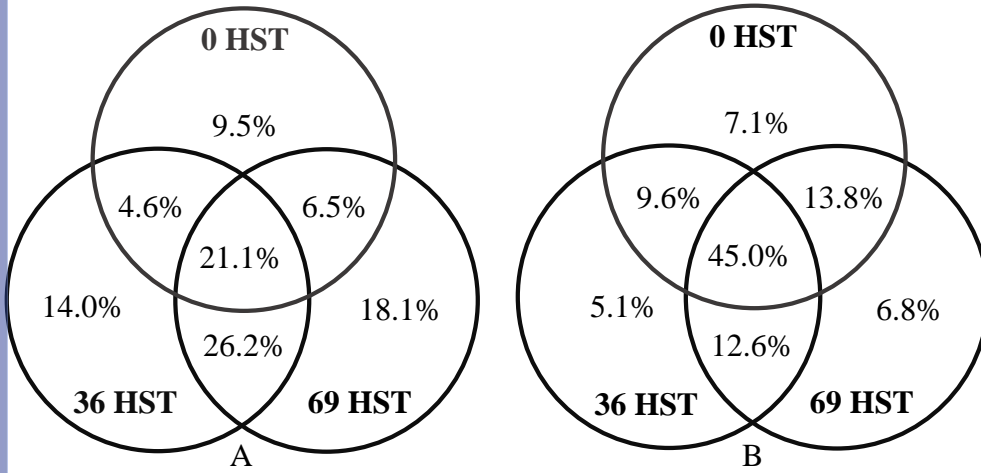 0 HST
9.5%
4.6%
6.5%
21.1%
14.0%
18.1%
26.2%
36 HST
69 HST
A
0 HST
7.1%
9.6%
13.8%
45.0%
5.1%
6.8%
12.6%
36 HST
69 HST
B